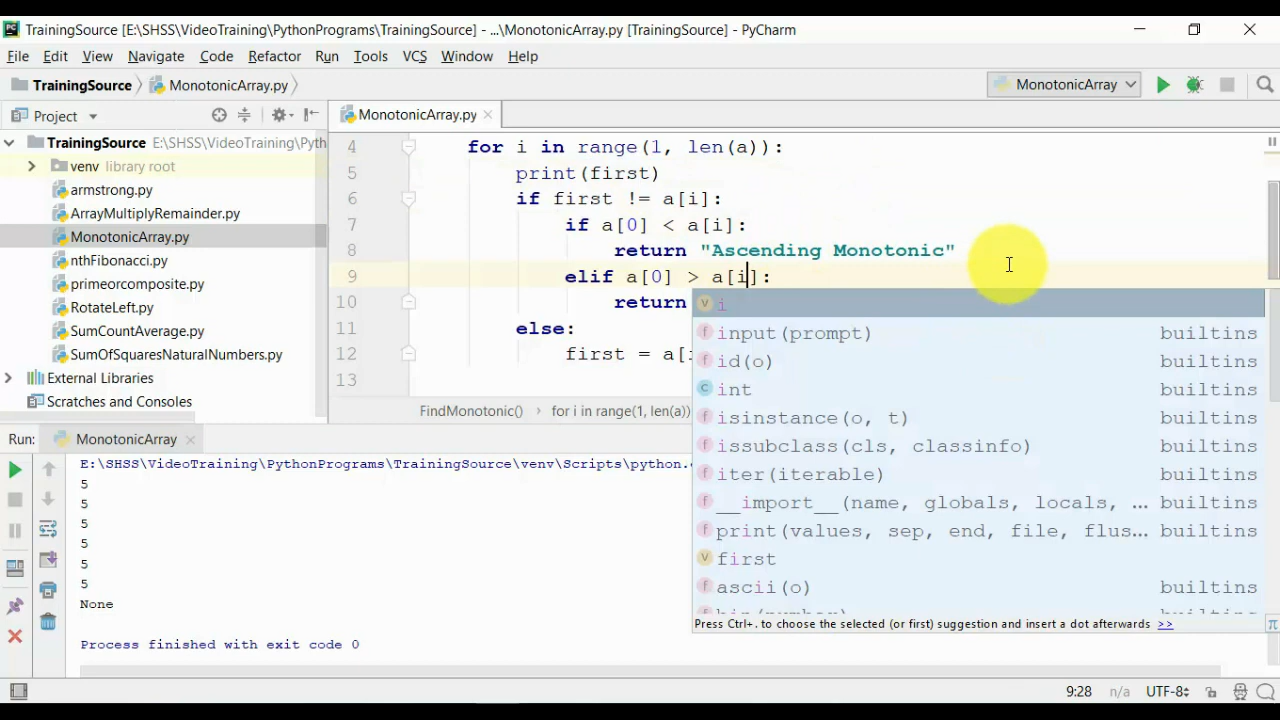 TrainingSource [E:\SHSS\VideoTraining\PythonPrograms\TrainingSource] - ...\MonotonicArray.py [TrainingSource] - PyCharm
File Edit View Navigate Code Refactor Run Tools VCS Window Help
TrainingSource MonotonicArray.py MonotonicArray
Project MonotonicArray.py
TrainingSource E:\SHSS\VideoTraining\Pyth
venv library root
armstrong.py
ArrayMultiplyRemainder.py
MonotonicArray.py
nthFibonacci.py
primeorcomposite.py
RotateLeft.py
SumCountAverage.py
SumOfSquaresNaturalNumbers.py
External Libraries
Scratches and Consoles
4 for i in range(1, len(a)):
5 print(first)
6 if first != a[i]:
7 if a[0] < a[i]:
8 return "Ascending Monotonic"
9 elif a[0] > a[i]:
10 return
11 else:
12 first = a[i
13
FindMonotonic() › for i in range(1, len(a))
i
input(prompt) builtins
id(o) builtins
int builtins
isinstance(o, t) builtins
issubclass(cls, classinfo) builtins
iter(iterable) builtins
__import__(name, globals, locals, ... builtins
print(values, sep, end, file, flus... builtins
first
ascii(o) builtins
Press Ctrl+. to choose the selected (or first) suggestion and insert a dot afterwards >>
Run: MonotonicArray
E:\SHSS\VideoTraining\PythonPrograms\TrainingSource\venv\Scripts\python.
5
5
5
5
5
5
None
Process finished with exit code 0
9:28 n/a UTF-8